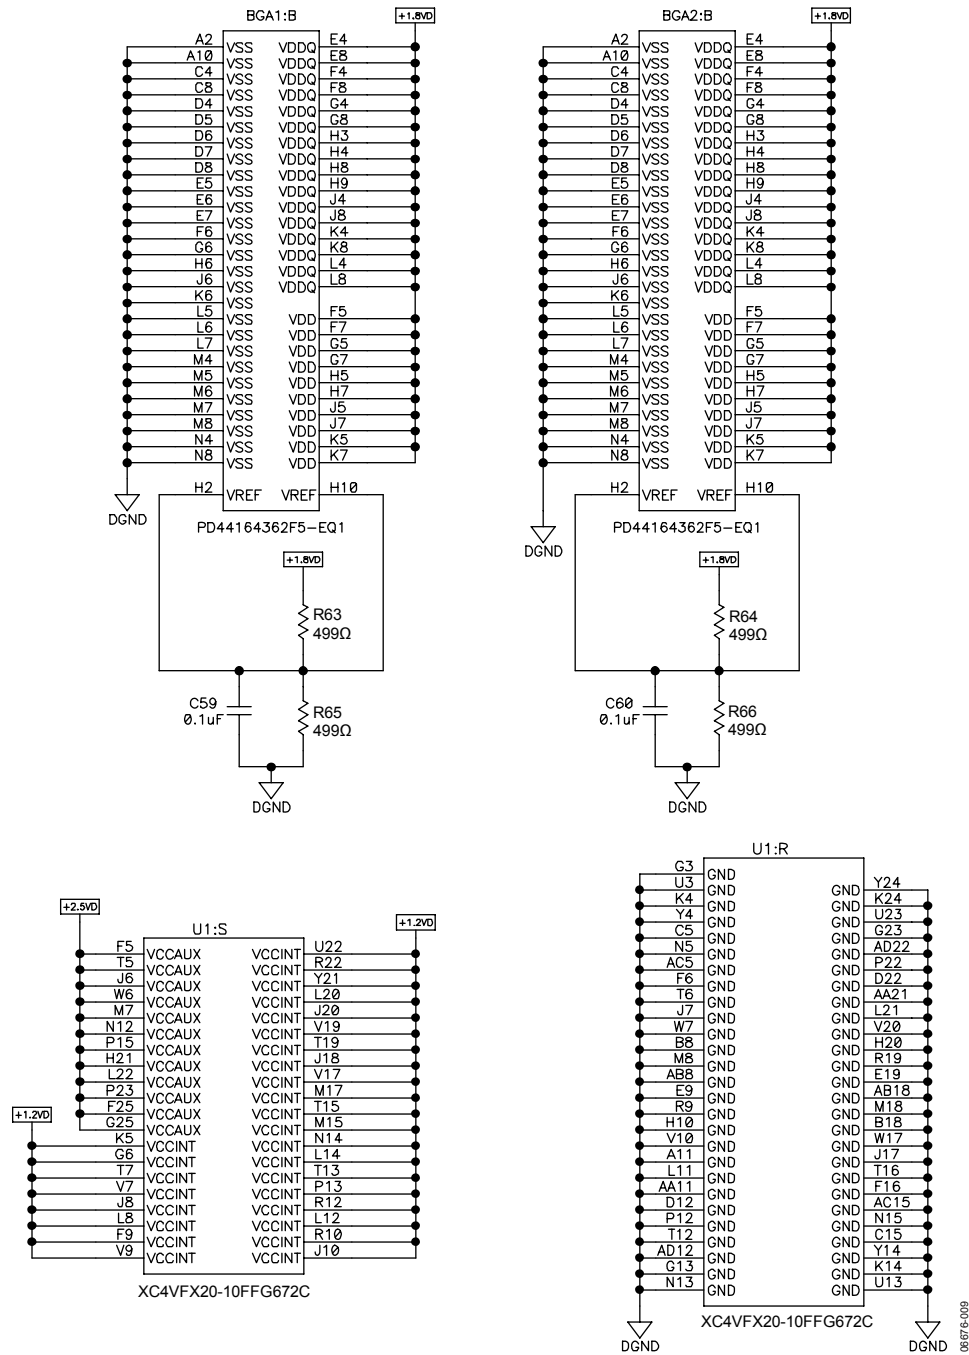 BGA1:B
+1.8VD
A2 VSS VDDQ E4
A10 VSS VDDQ E8
C4 VSS VDDQ F4
C8 VSS VDDQ F8
D4 VSS VDDQ G4
D5 VSS VDDQ G8
D6 VSS VDDQ H3
D7 VSS VDDQ H4
D8 VSS VDDQ H8
E5 VSS VDDQ H9
E6 VSS VDDQ J4
E7 VSS VDDQ J8
F6 VSS VDDQ K4
G6 VSS VDDQ K8
H6 VSS VDDQ L4
J6 VSS VDDQ L8
K6 VSS
L5 VSS VDD F5
L6 VSS VDD F7
L7 VSS VDD G5
M4 VSS VDD G7
M5 VSS VDD H5
M6 VSS VDD H7
M7 VSS VDD J5
M8 VSS VDD J7
N4 VSS VDD K5
N8 VSS VDD K7
H2 VREF VREF H10
DGND
PD44164362F5-EQ1
+1.8VD
R63
499Ω
C59
0.1uF
R65
499Ω
DGND
BGA2:B
+1.8VD
A2 VSS VDDQ E4
A10 VSS VDDQ E8
C4 VSS VDDQ F4
C8 VSS VDDQ F8
D4 VSS VDDQ G4
D5 VSS VDDQ G8
D6 VSS VDDQ H3
D7 VSS VDDQ H4
D8 VSS VDDQ H8
E5 VSS VDDQ H9
E6 VSS VDDQ J4
E7 VSS VDDQ J8
F6 VSS VDDQ K4
G6 VSS VDDQ K8
H6 VSS VDDQ L4
J6 VSS VDDQ L8
K6 VSS
L5 VSS VDD F5
L6 VSS VDD F7
L7 VSS VDD G5
M4 VSS VDD G7
M5 VSS VDD H5
M6 VSS VDD H7
M7 VSS VDD J5
M8 VSS VDD J7
N4 VSS VDD K5
N8 VSS VDD K7
H2 VREF VREF H10
DGND
PD44164362F5-EQ1
+1.8VD
R64
499Ω
C60
0.1uF
R66
499Ω
DGND
+2.5VD
U1:S
+1.2VD
F5 VCCAUX VCCINT U22
T5 VCCAUX VCCINT R22
J6 VCCAUX VCCINT Y21
W6 VCCAUX VCCINT L20
M7 VCCAUX VCCINT J20
N12 VCCAUX VCCINT V19
P15 VCCAUX VCCINT T19
H21 VCCAUX VCCINT J18
L22 VCCAUX VCCINT V17
P23 VCCAUX VCCINT M17
F25 VCCAUX VCCINT T15
G25 VCCAUX VCCINT M15
+1.2VD
K5 VCCINT VCCINT N14
G6 VCCINT VCCINT L14
T7 VCCINT VCCINT T13
V7 VCCINT VCCINT P13
J8 VCCINT VCCINT R12
L8 VCCINT VCCINT L12
F9 VCCINT VCCINT R10
V9 VCCINT VCCINT J10
XC4VFX20-10FFG672C
U1:R
G3 GND
U3 GND GND Y24
K4 GND GND K24
Y4 GND GND U23
C5 GND GND G23
N5 GND GND AD22
AC5 GND GND P22
F6 GND GND D22
T6 GND GND AA21
J7 GND GND L21
W7 GND GND V20
B8 GND GND H20
M8 GND GND R19
AB8 GND GND E19
E9 GND GND AB18
R9 GND GND M18
H10 GND GND B18
V10 GND GND W17
A11 GND GND J17
L11 GND GND T16
AA11 GND GND F16
D12 GND GND AC15
P12 GND GND N15
T12 GND GND C15
AD12 GND GND Y14
G13 GND GND K14
N13 GND GND U13
XC4VFX20-10FFG672C
DGND
DGND
06676-009